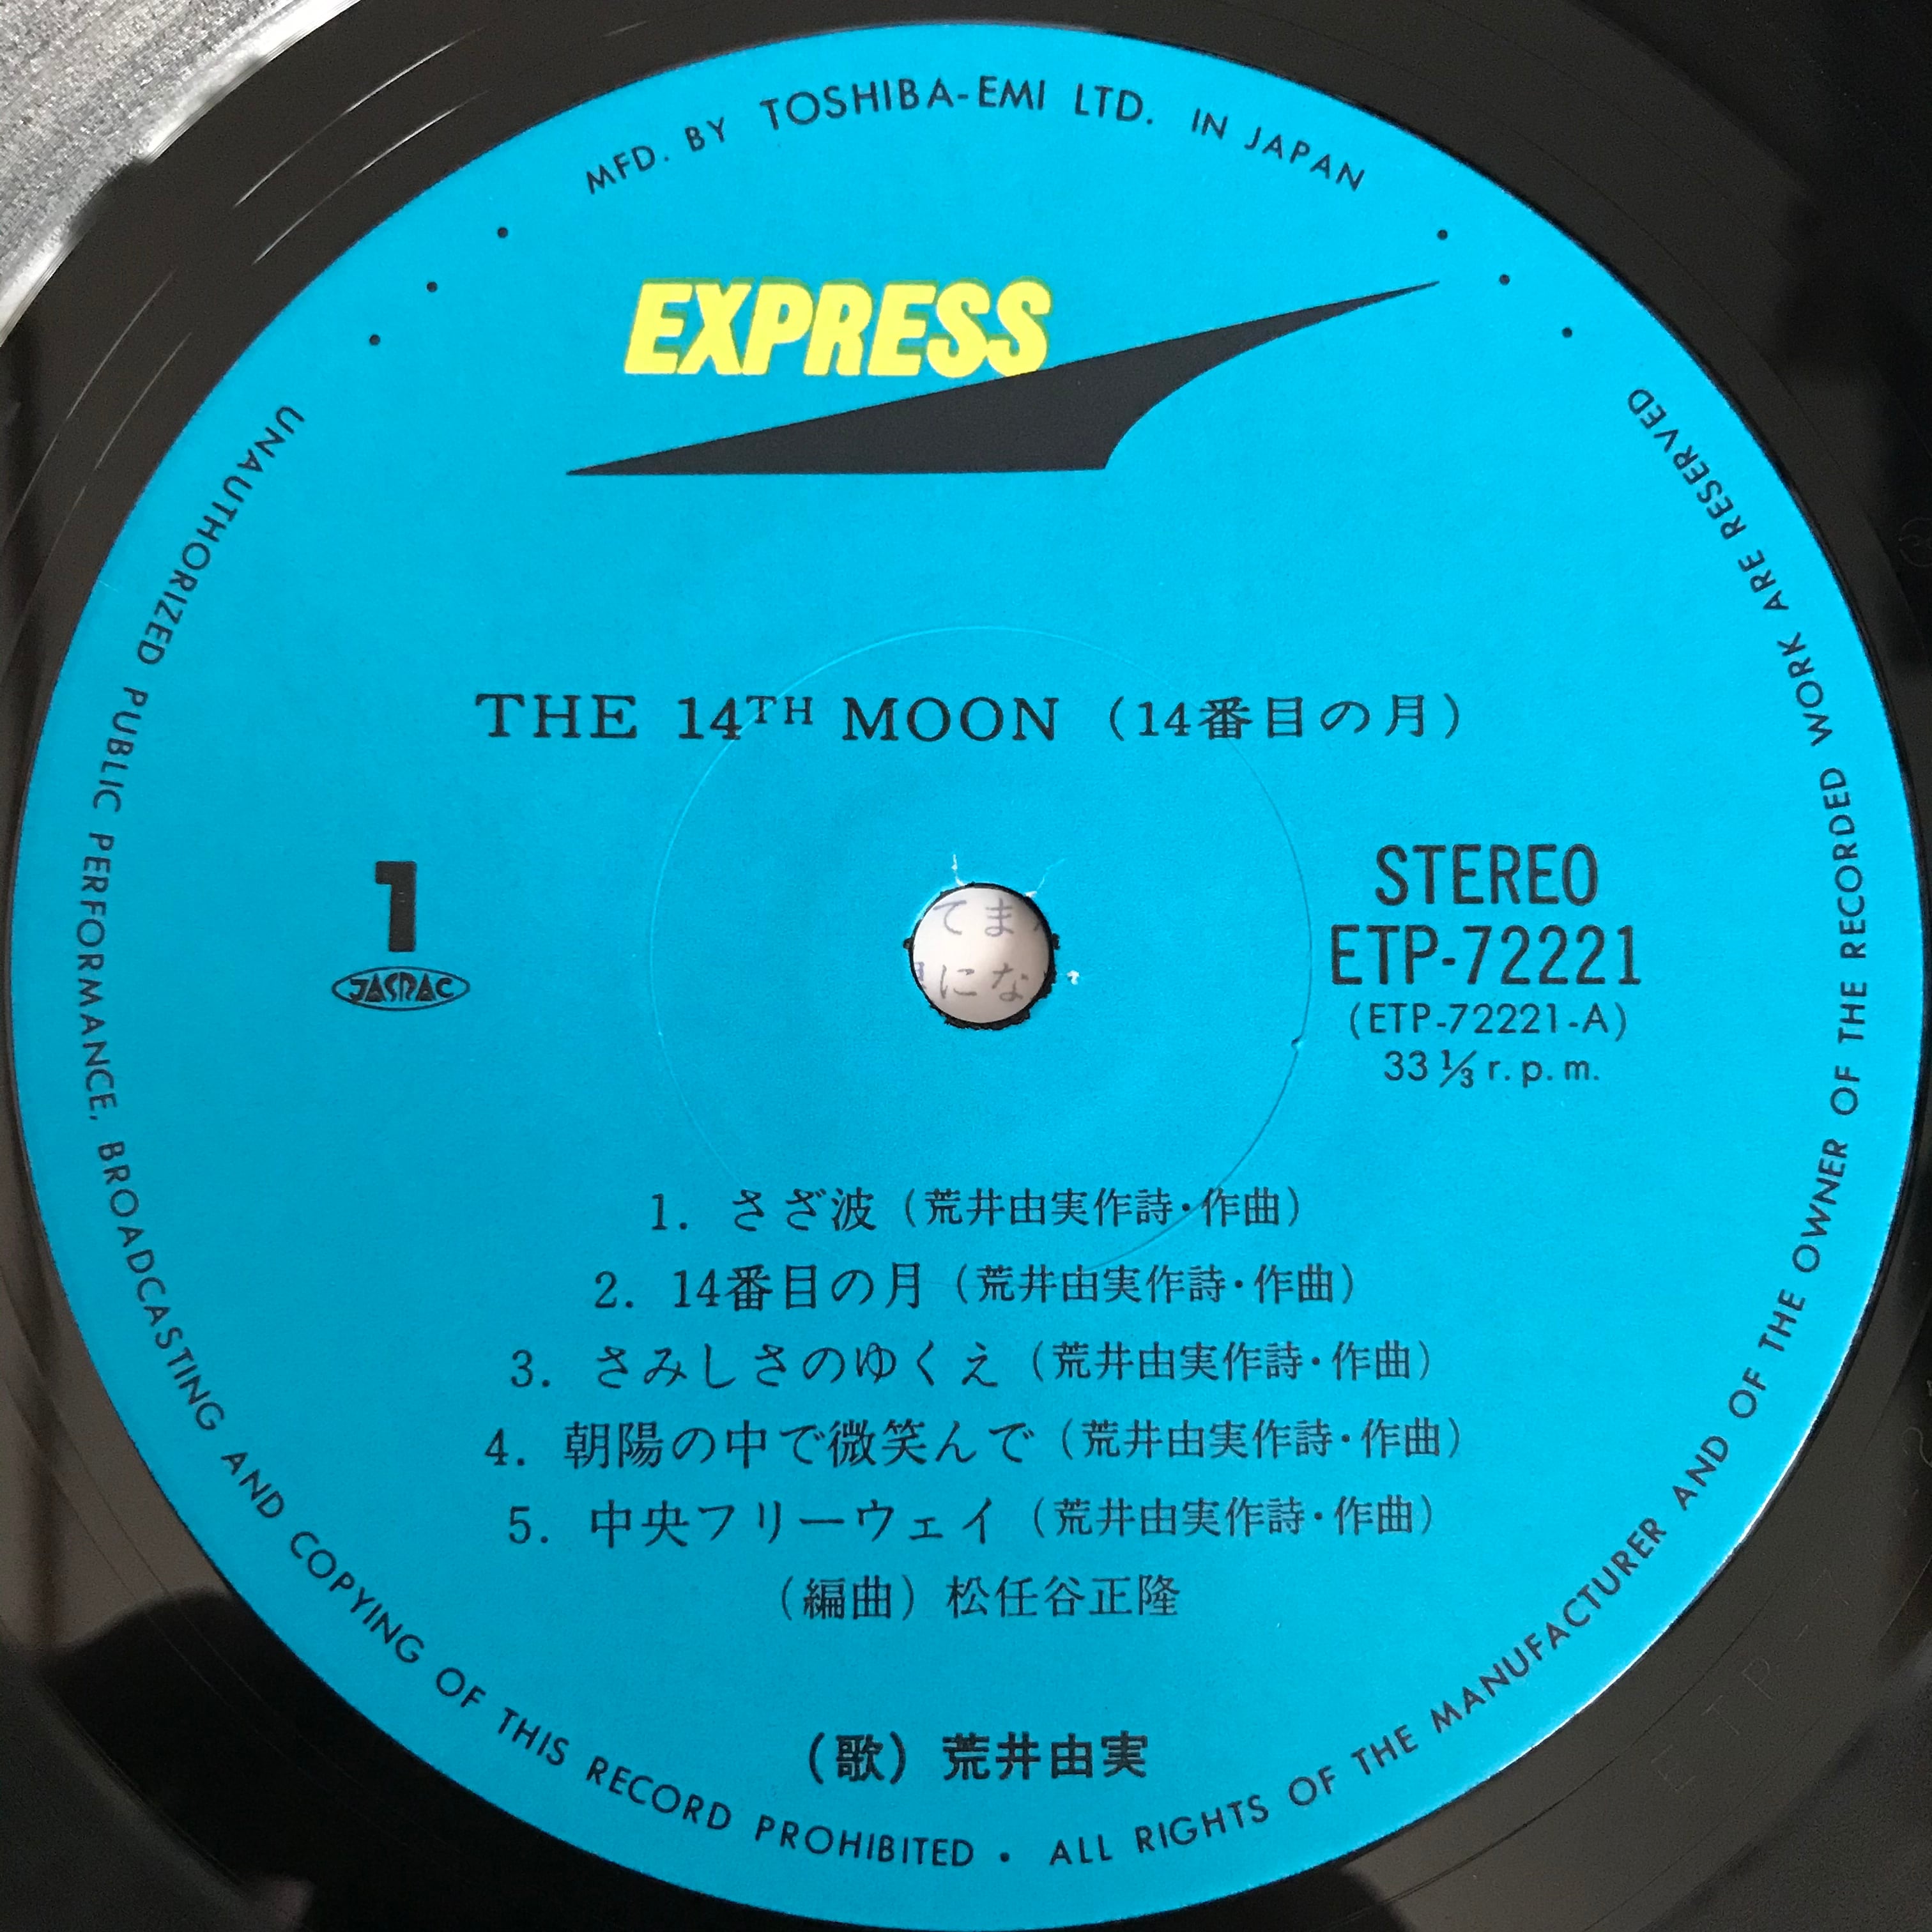 MFD. BY TOSHIBA-EMI LTD. IN JAPAN
EXPRESS
THE 14TH MOON (14番目の月)
1
JASRAC
てま
にな
STEREO
ETP-72221
(ETP-72221-A)
33 1/3 r.p.m.
1. さざ波 (荒井由実作詩・作曲)
2. 14番目の月 (荒井由実作詩・作曲)
3. さみしさのゆくえ (荒井由実作詩・作曲)
4. 朝陽の中で微笑んで (荒井由実作詩・作曲)
5. 中央フリーウェイ (荒井由実作詩・作曲)
(編曲) 松任谷正隆
(歌) 荒井由実
UNAUTHORIZED PUBLIC PERFORMANCE, BROADCASTING AND COPYING OF THIS RECORD PROHIBITED • ALL RIGHTS OF THE MANUFACTURER AND OF THE OWNER OF THE RECORDED WORK ARE RESERVED